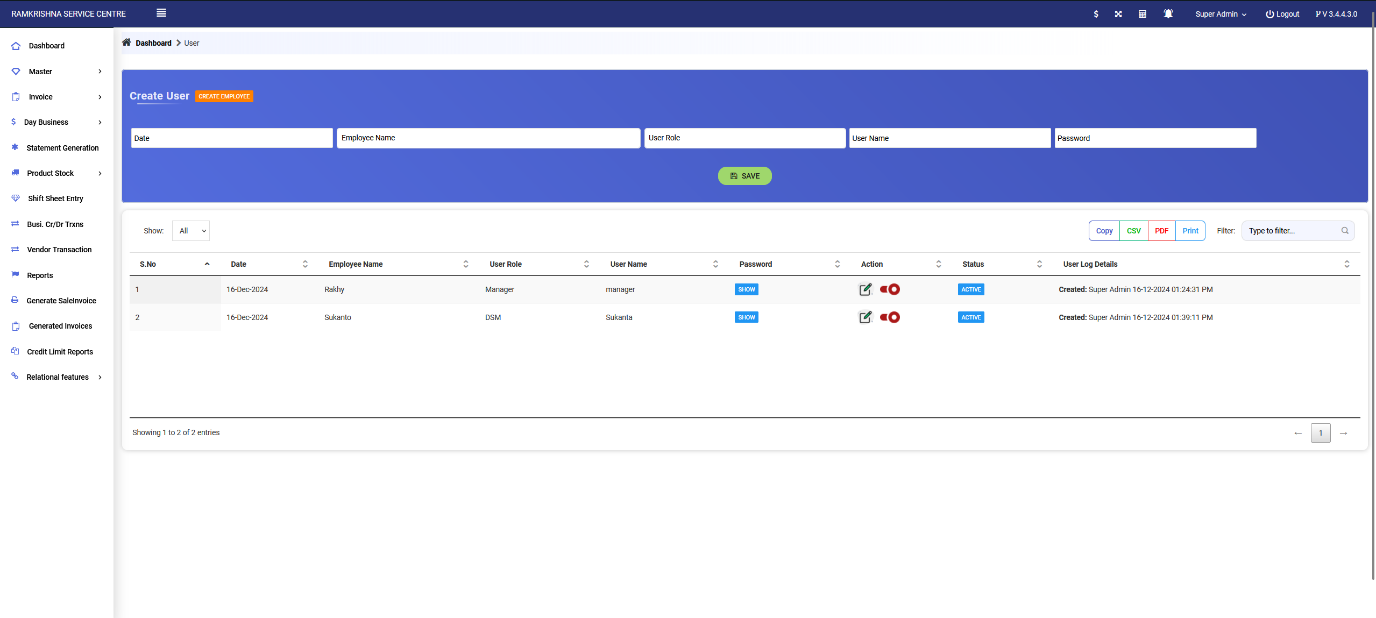 RAMKRISHNA SERVICE CENTRE
$ Super Admin Logout V 3.4.4.3.0
Dashboard
Master
Invoice
$ Day Business
Statement Generation
Product Stock
Shift Sheet Entry
Busi. Cr/Dr Trxns
Vendor Transaction
Reports
Generate SaleInvoice
Generated Invoices
Credit Limit Reports
Relational features
Dashboard > User
Create User CREATE EMPLOYEE
Date Employee Name User Role User Name Password
SAVE
Show: All Copy CSV PDF Print Filter: Type to filter...
S.No Date Employee Name User Role User Name Password Action Status User Log Details
1 16-Dec-2024 Rakhy Manager manager SHOW ACTIVE Created: Super Admin 16-12-2024 01:24:31 PM
2 16-Dec-2024 Sukanto DSM Sukanta SHOW ACTIVE Created: Super Admin 16-12-2024 01:39:11 PM
Showing 1 to 2 of 2 entries ← 1 →